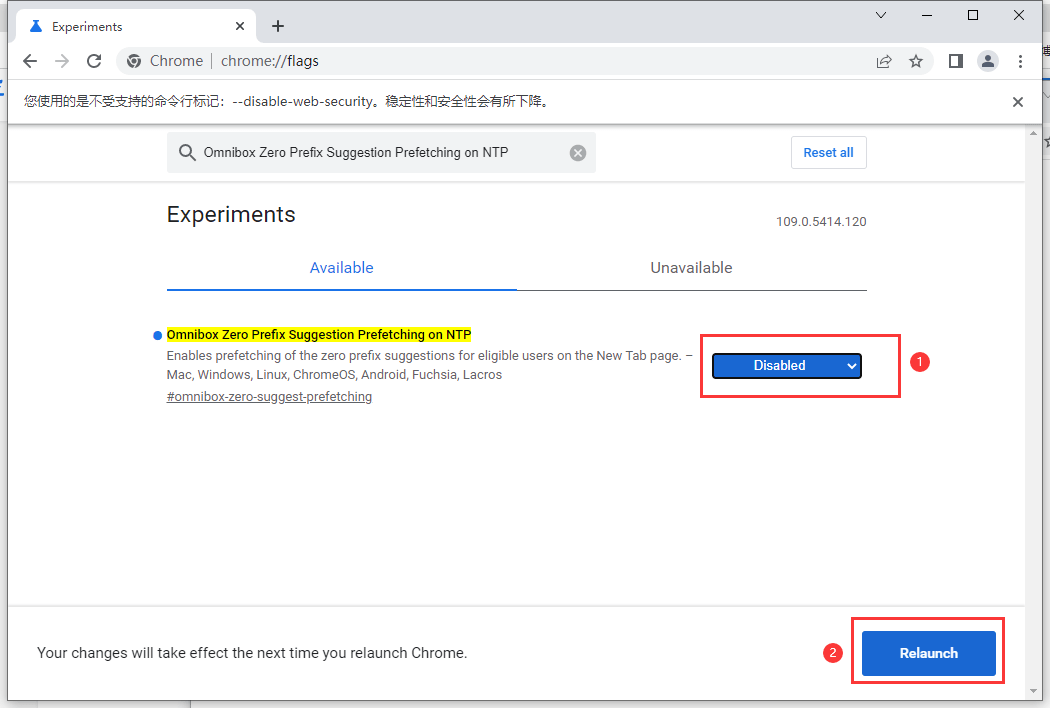 Experiments
Chrome | chrome://flags
您使用的是不受支持的命令行标记：--disable-web-security。稳定性和安全性会有所下降。
Omnibox Zero Prefix Suggestion Prefetching on NTP
Reset all
Experiments
109.0.5414.120
Available
Unavailable
Omnibox Zero Prefix Suggestion Prefetching on NTP
Enables prefetching of the zero prefix suggestions for eligible users on the New Tab page. –
Mac, Windows, Linux, ChromeOS, Android, Fuchsia, Lacros
#omnibox-zero-suggest-prefetching
Disabled
1
Your changes will take effect the next time you relaunch Chrome.
2
Relaunch